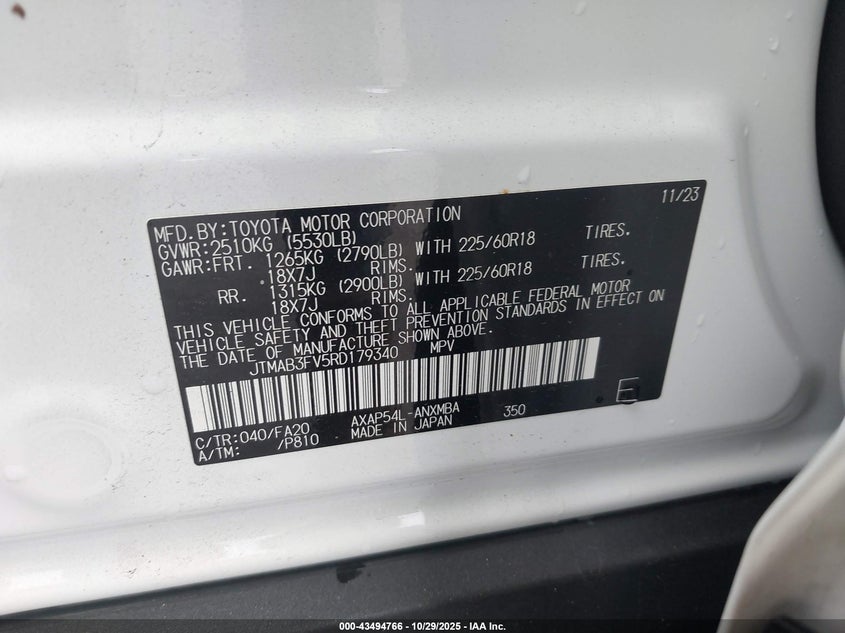 11/23
MFD.BY:TOYOTA MOTOR CORPORATION
GVWR:2510KG (5530LB)
GAWR:FRT. 1265KG (2790LB) WITH 225/60R18 TIRES.
18X7J RIMS.
RR. 1315KG (2900LB) WITH 225/60R18 TIRES.
18X7J RIMS.
THIS VEHICLE CONFORMS TO ALL APPLICABLE FEDERAL MOTOR
VEHICLE SAFETY AND THEFT PREVENTION STANDARDS IN EFFECT ON
THE DATE OF MANUFACTURE SHOWN ABOVE.
JTMAB3FV5RD179340 MPV
C/TR:040/FA20 AXAP54L-ANXMBA 350
A/TM: /P810 MADE IN JAPAN
E
000-43494766 - 10/29/2025 - IAA Inc.